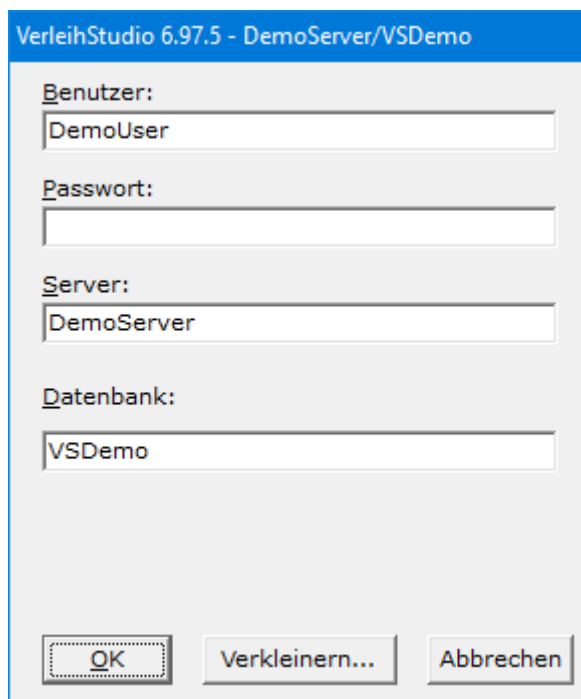 VerleihStudio 6.97.5 - DemoServer/VSDemo
Benutzer:
DemoUser
Passwort:
Server:
DemoServer
Datenbank:
VSDemo
OK Verkleinern... Abbrechen